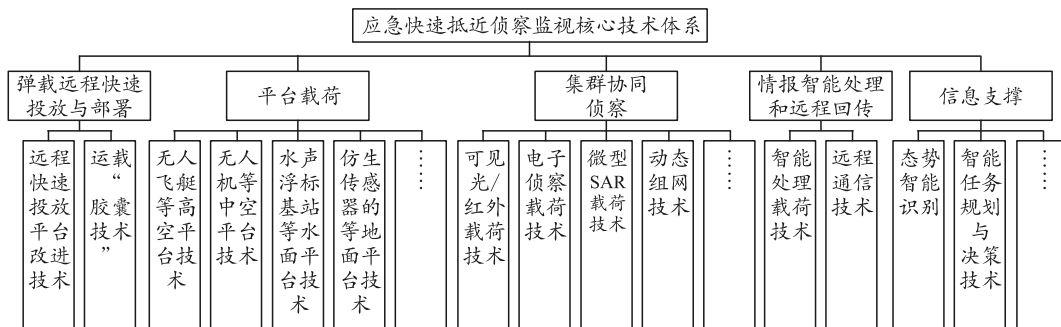 应急快速抵近侦察监视核心技术体系
弹载远程快速
投放与部署
平台载荷
集群协同
侦察
情报智能处理
和远程回传
信息支撑
远程
快速
投放
平台
改进
技术
运载
“
胶囊
技术
”
无人
飞艇
等高
空平
台技
术
无人
机等
中空
平台
技术
水声
浮标
基站
等水
面平
台技
术
仿生
传感
器的
等地
面平
台技
术
……
可见
光/
红外
载荷
技术
电子
侦察
载荷
技术
微型
SAR
载荷
技术
动态
组网
技术
……
智能
处理
载荷
技术
远程
通信
技术
态势
智能
识别
智能
任务
规划
与
决策
技术
……